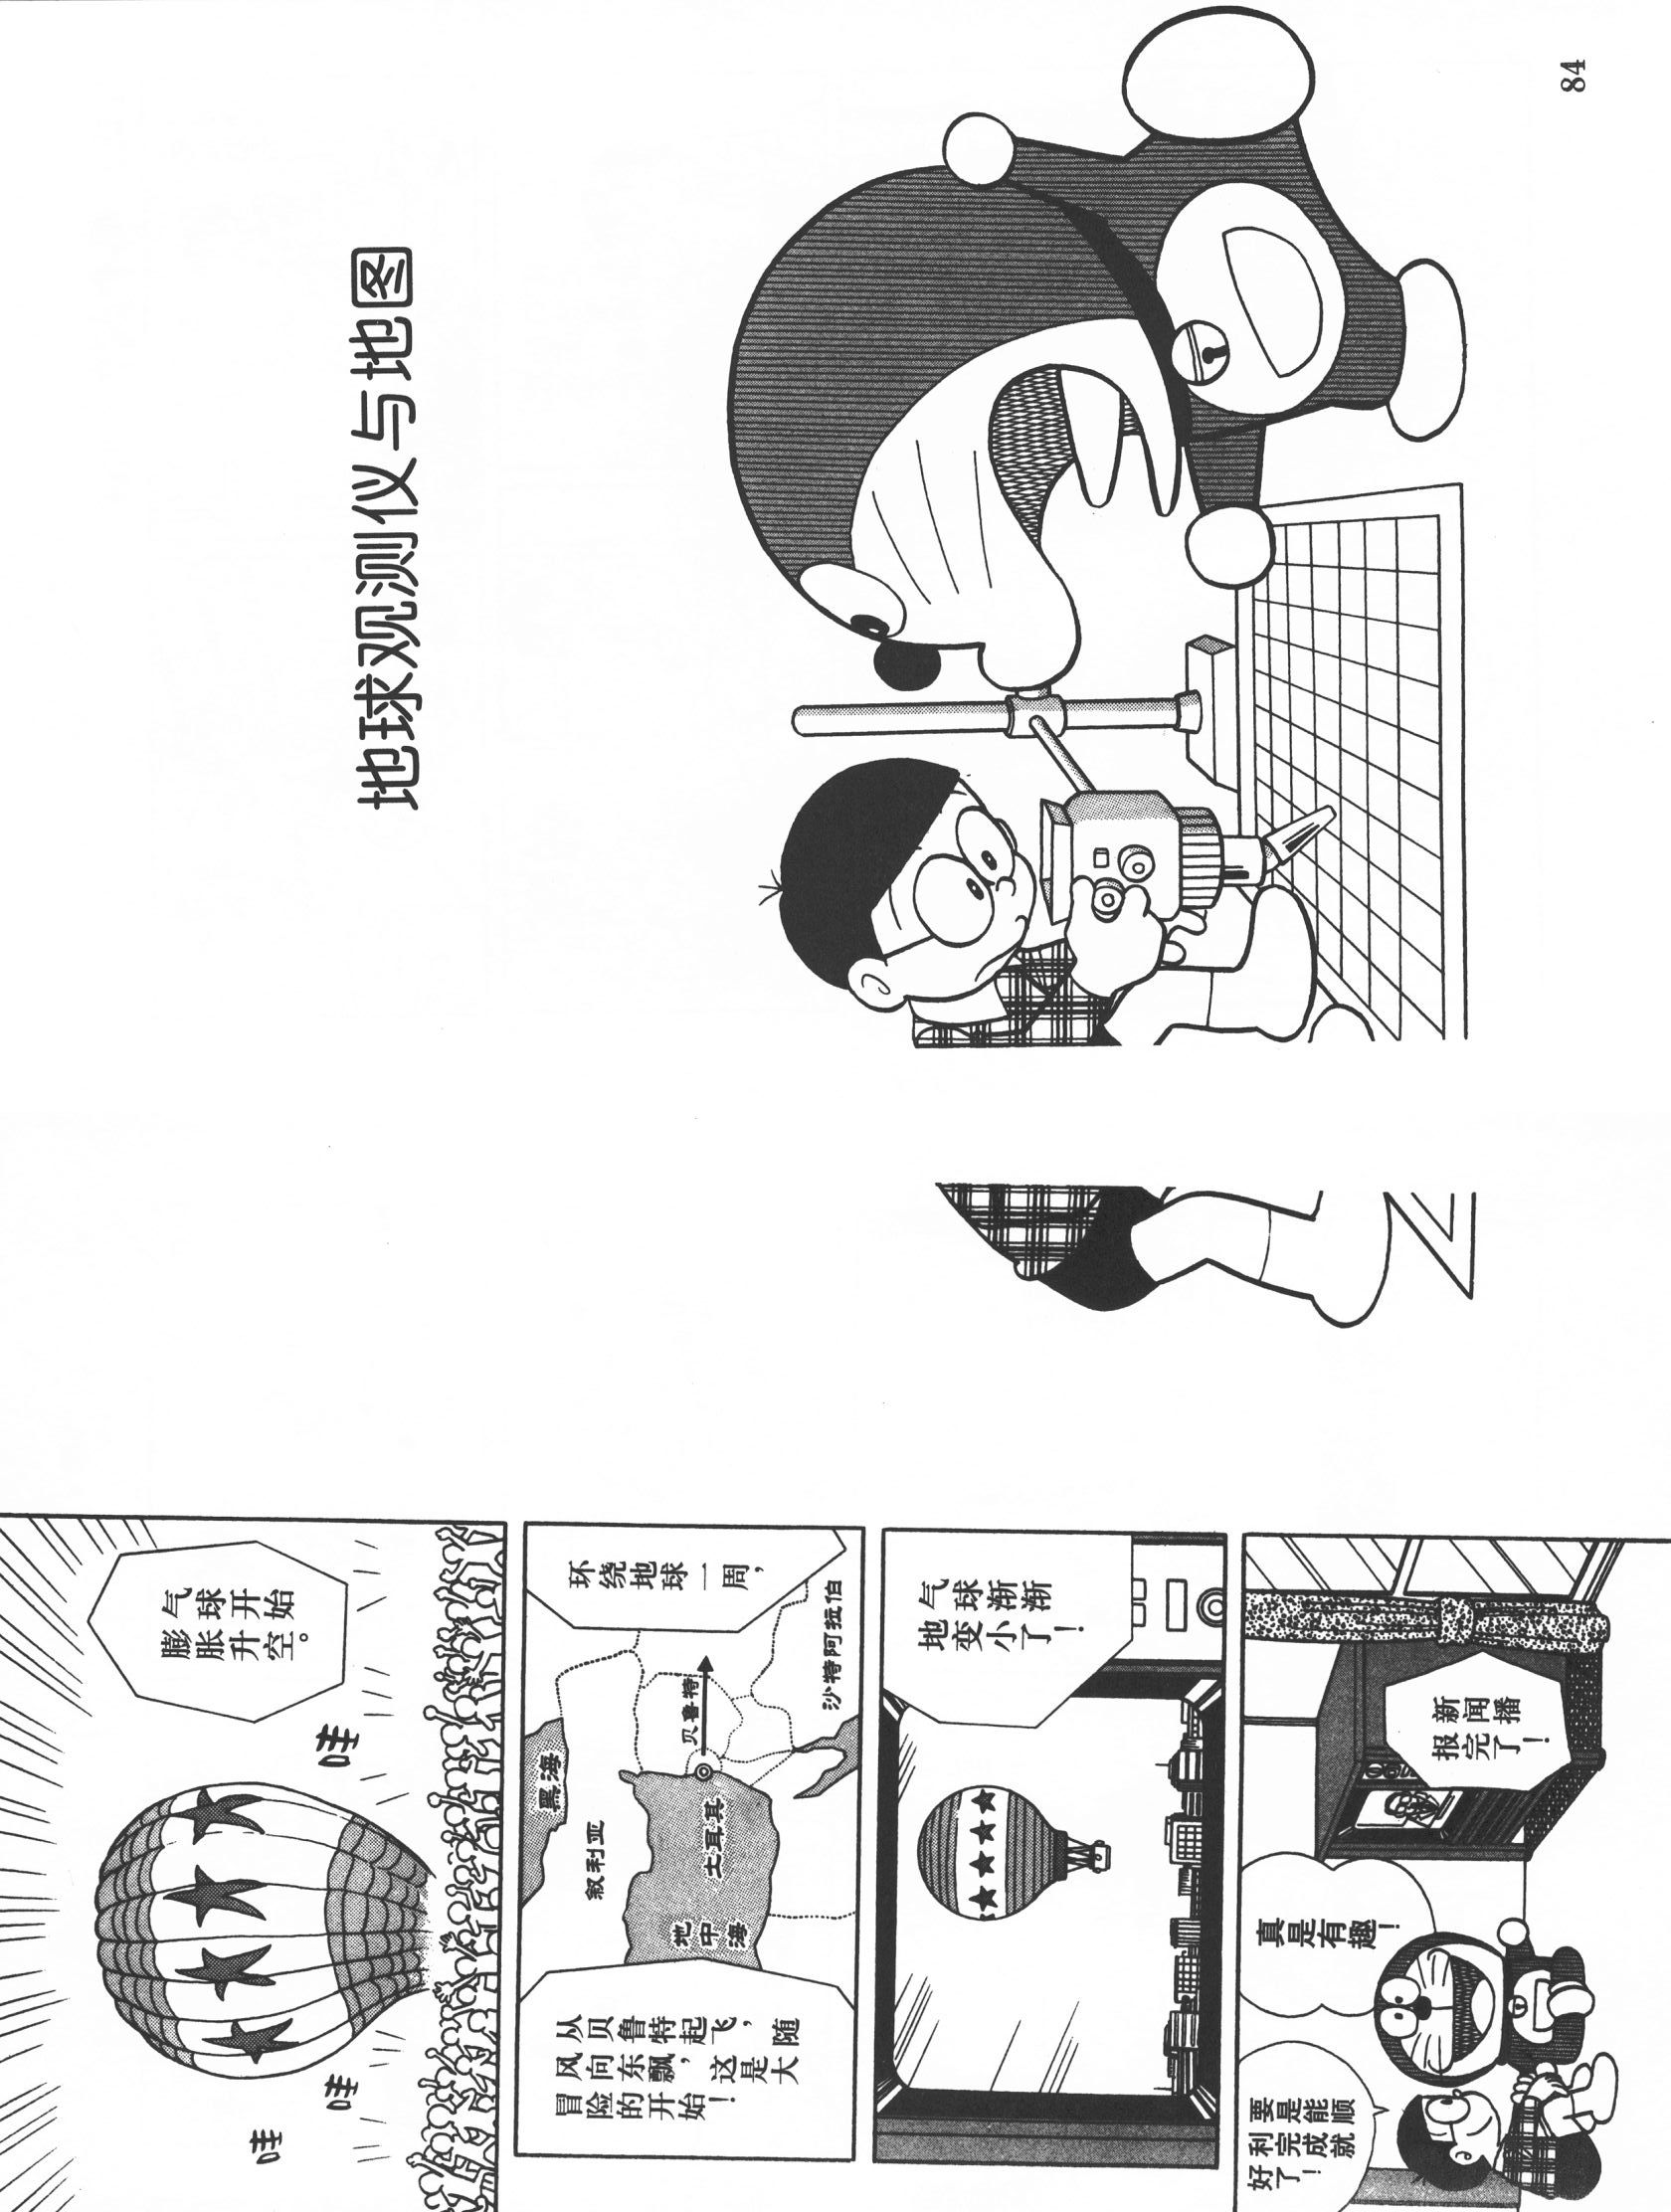 84
地球观测仪与地图
气球开始
膨胀升空。
哇
哇
哇
环绕地球一周，
沙特阿拉伯
贝鲁特
黑海
土耳其
叙利亚
地中海
从贝鲁特起飞，随
风向东飘，这是大
冒险的开始！
气球渐渐
地变小了！
新闻播
报完了！
真是有趣！
要是能顺
利完成就
好了！